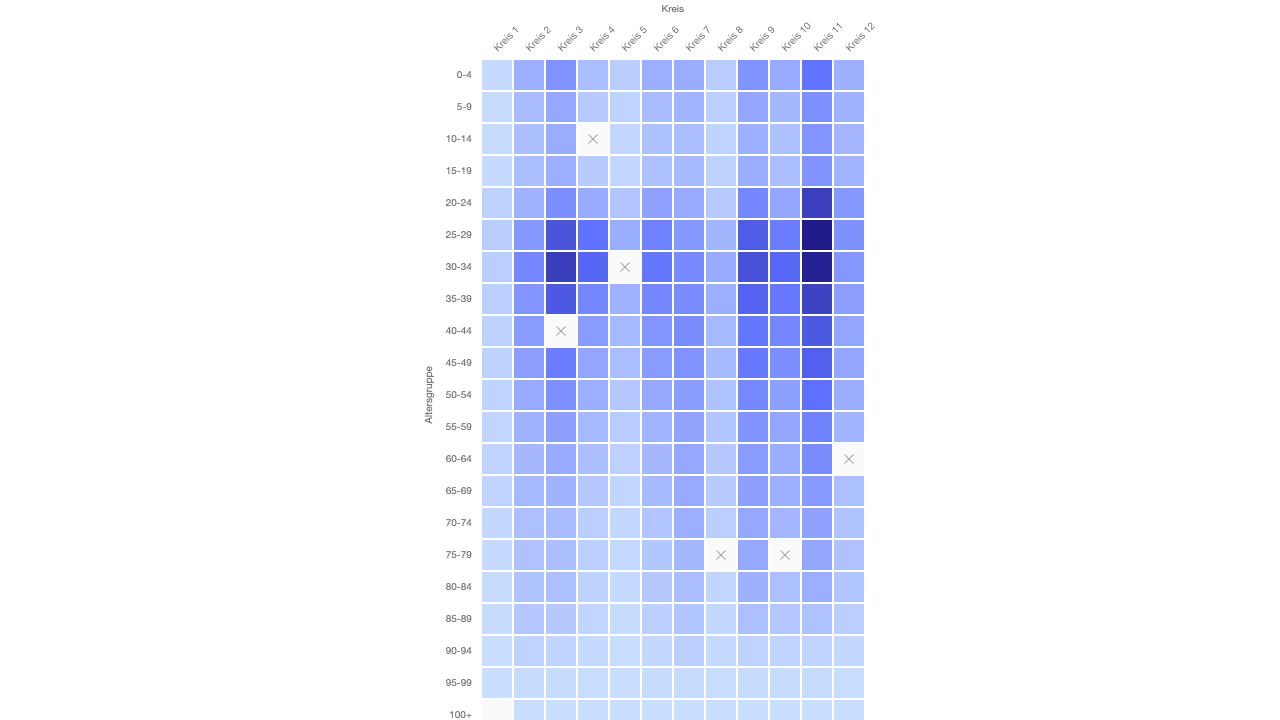 Kreis
Kreis 1
Kreis 2
Kreis 3
Kreis 4
Kreis 5
Kreis 6
Kreis 7
Kreis 8
Kreis 9
Kreis 10
Kreis 11
Kreis 12
Altersgruppe
0-4
5-9
10-14
15-19
20-24
25-29
30-34
35-39
40-44
45-49
50-54
55-59
60-64
65-69
70-74
75-79
80-84
85-89
90-94
95-99
100+